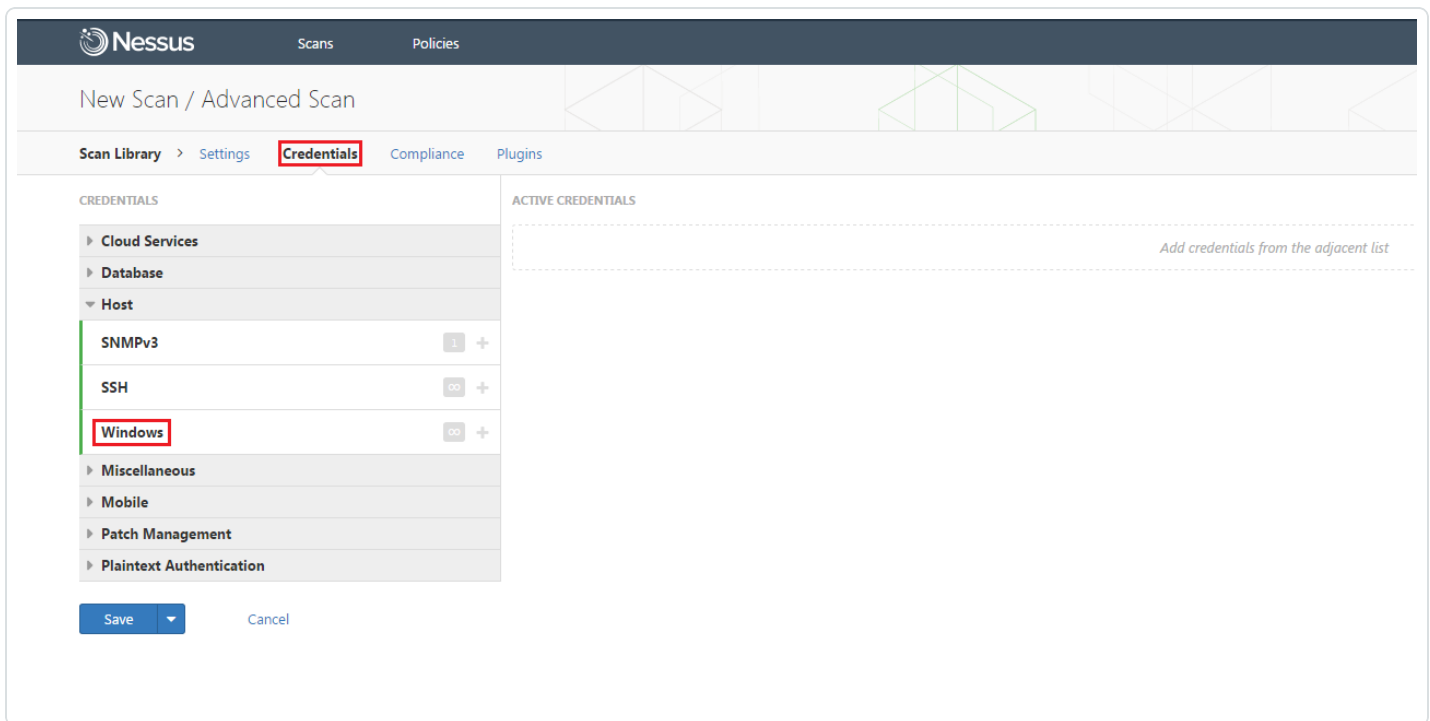 Nessus Scans Policies
New Scan / Advanced Scan
Scan Library > Settings Credentials Compliance Plugins
CREDENTIALS
ACTIVE CREDENTIALS
Cloud Services
Add credentials from the adjacent list
Database
Host
SNMPv3 1 +
SSH ∞ +
Windows ∞ +
Miscellaneous
Mobile
Patch Management
Plaintext Authentication
Save Cancel